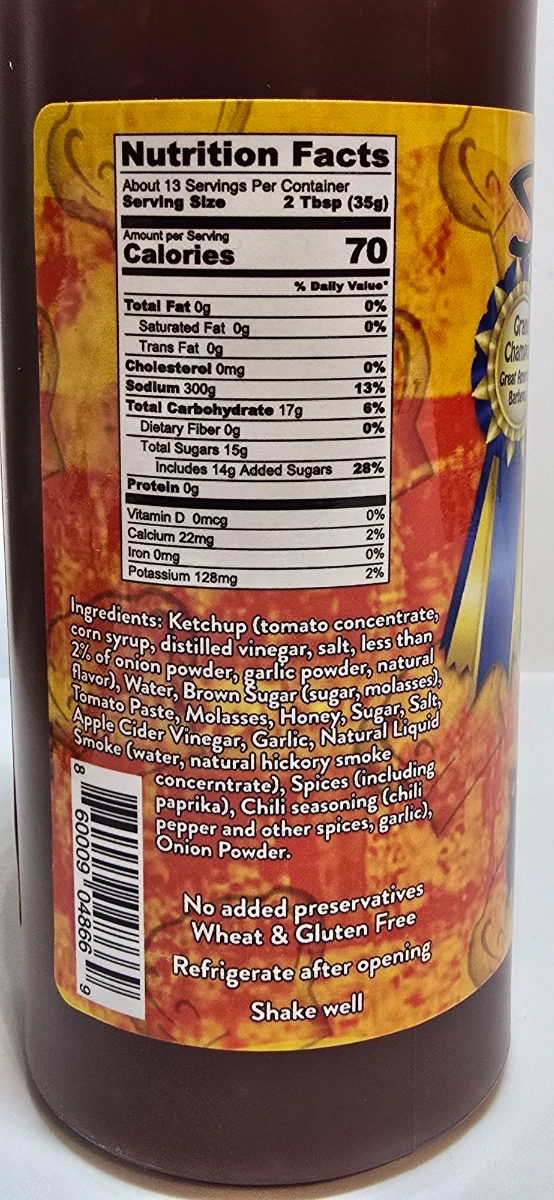 Nutrition Facts
About 13 Servings Per Container
Serving Size 2 Tbsp (35g)
Amount per Serving
Calories 70
% Daily Value*
Total Fat 0g 0%
Saturated Fat 0g 0%
Trans Fat 0g
Cholesterol 0mg 0%
Sodium 300g 13%
Total Carbohydrate 17g 6%
Dietary Fiber 0g 0%
Total Sugars 15g
Includes 14g Added Sugars 28%
Protein 0g
Vitamin D 0mcg 0%
Calcium 22mg 2%
Iron 0mg 0%
Potassium 128mg 2%
Ingredients: Ketchup (tomato concentrate,
corn syrup, distilled vinegar, salt, less than
2% of onion powder, garlic powder, natural
flavor), Water, Brown Sugar (sugar, molasses),
Tomato Paste, Molasses, Honey, Sugar, Salt,
Apple Cider Vinegar, Garlic, Natural Liquid
Smoke (water, natural hickory smoke
concerntrate), Spices (including
paprika), Chili seasoning (chili
pepper and other spices, garlic),
Onion Powder.
8 60009 04866 9
No added preservatives
Wheat & Gluten Free
Refrigerate after opening
Shake well
Great